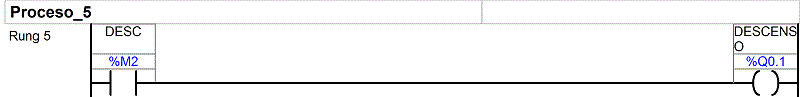 Proceso_5
Rung 5
DESC
DESCENS
O
%M2
%Q0.1